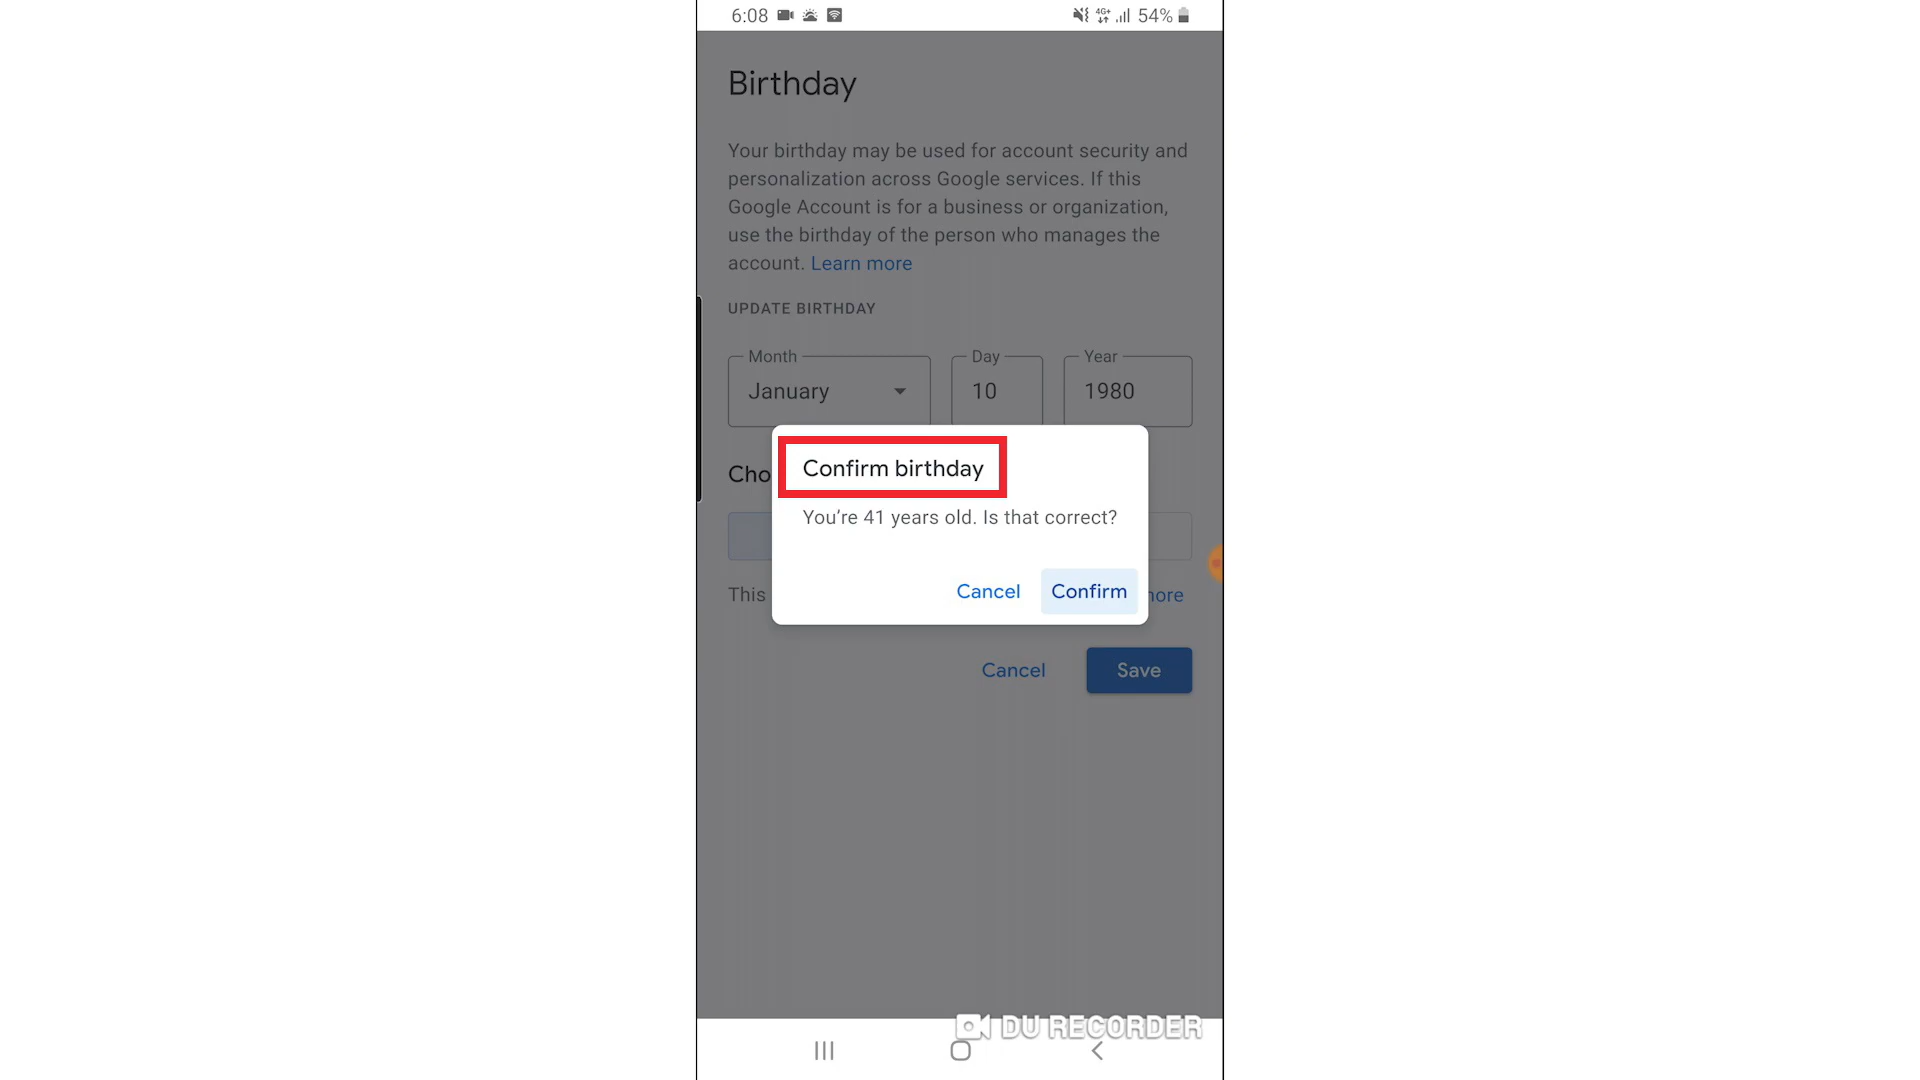 6:08 4G+ 54%
Birthday
Your birthday may be used for account security and
personalization across Google services. If this
Google Account is for a business or organization,
use the birthday of the person who manages the
account. Learn more
UPDATE BIRTHDAY
Month Day Year
January 10 1980
Cho
Confirm birthday
You're 41 years old. Is that correct?
Cancel Confirm
This more
Cancel Save
DU RECORDER